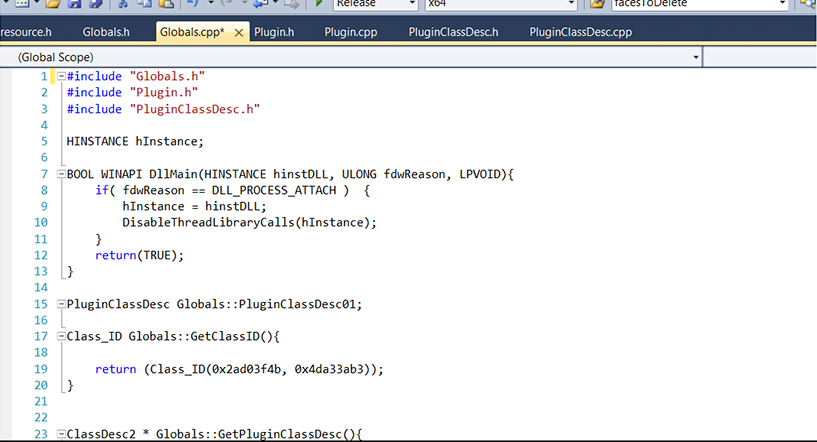 Release x64 facesToDelete
resource.h Globals.h Globals.cpp* Plugin.h Plugin.cpp PluginClassDesc.h PluginClassDesc.cpp
(Global Scope)
1 #include "Globals.h"
2 #include "Plugin.h"
3 #include "PluginClassDesc.h"
4
5 HINSTANCE hInstance;
6
7 BOOL WINAPI DllMain(HINSTANCE hinstDLL, ULONG fdwReason, LPVOID){
8 if( fdwReason == DLL_PROCESS_ATTACH ) {
9 hInstance = hinstDLL;
10 DisableThreadLibraryCalls(hInstance);
11 }
12 return(TRUE);
13 }
14
15 PluginClassDesc Globals::PluginClassDesc01;
16
17 Class_ID Globals::GetClassID(){
18
19 return (Class_ID(0x2ad03f4b, 0x4da33ab3));
20 }
21
22
23 ClassDesc2 * Globals::GetPluginClassDesc(){